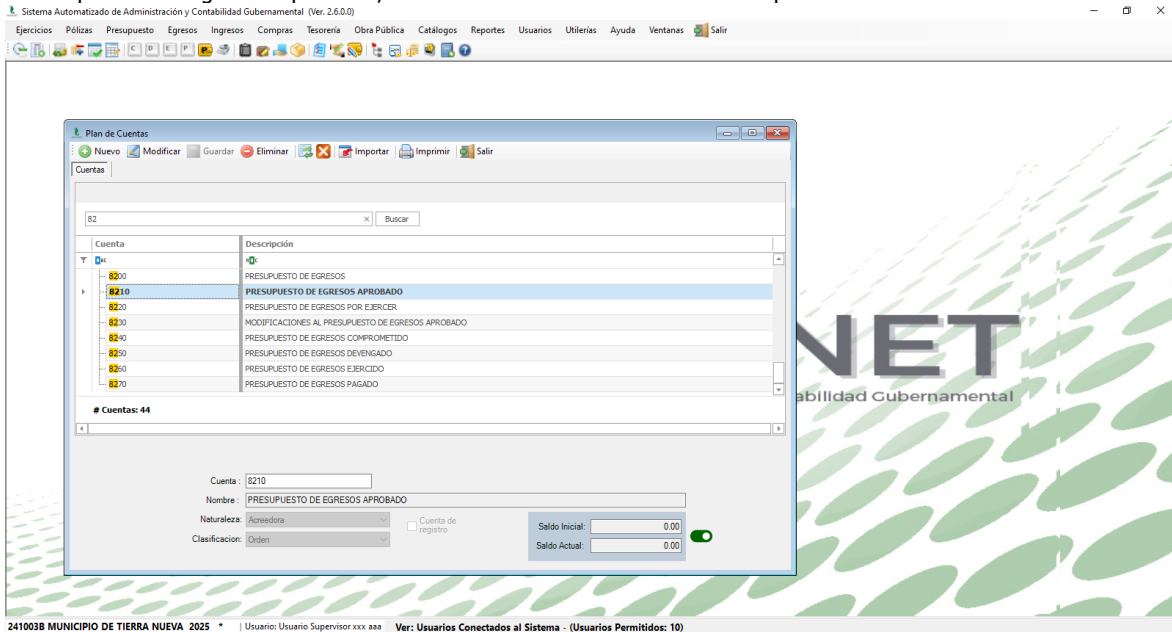 Sistema Automatizado de Administración y Contabilidad Gubernamental (Ver. 2.6.0.0)
Ejercicios Pólizas Presupuesto Egresos Ingresos Compras Tesorería Obra Pública Catálogos Reportes Usuarios Utilerías Ayuda Ventanas Salir
C D E P P
Plan de Cuentas
Nuevo Modificar Guardar Eliminar Importar Imprimir Salir
Cuentas
82 × Buscar
Cuenta Descripción
8200 PRESUPUESTO DE EGRESOS
8210 PRESUPUESTO DE EGRESOS APROBADO
8220 PRESUPUESTO DE EGRESOS POR EJERCER
8230 MODIFICACIONES AL PRESUPUESTO DE EGRESOS APROBADO
8240 PRESUPUESTO DE EGRESOS COMPROMETIDO
8250 PRESUPUESTO DE EGRESOS DEVENGADO
8260 PRESUPUESTO DE EGRESOS EJERCIDO
8270 PRESUPUESTO DE EGRESOS PAGADO
# Cuentas: 44
NET
abilidad Gubernamental
Cuenta : 8210
Nombre : PRESUPUESTO DE EGRESOS APROBADO
Naturaleza: Acreedora Cuenta de registro
Clasificacion: Orden
Saldo Inicial: 0.00
Saldo Actual: 0.00
241003B MUNICIPIO DE TIERRA NUEVA 2025 * | Usuario: Usuario Supervisor xxx aaa Ver: Usuarios Conectados al Sistema - (Usuarios Permitidos: 10)